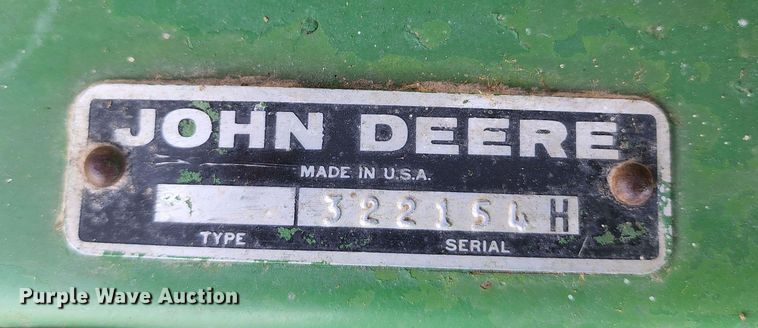 JOHN DEERE
MADE IN U.S.A.
322154H
TYPE SERIAL
Purple Wave Auction